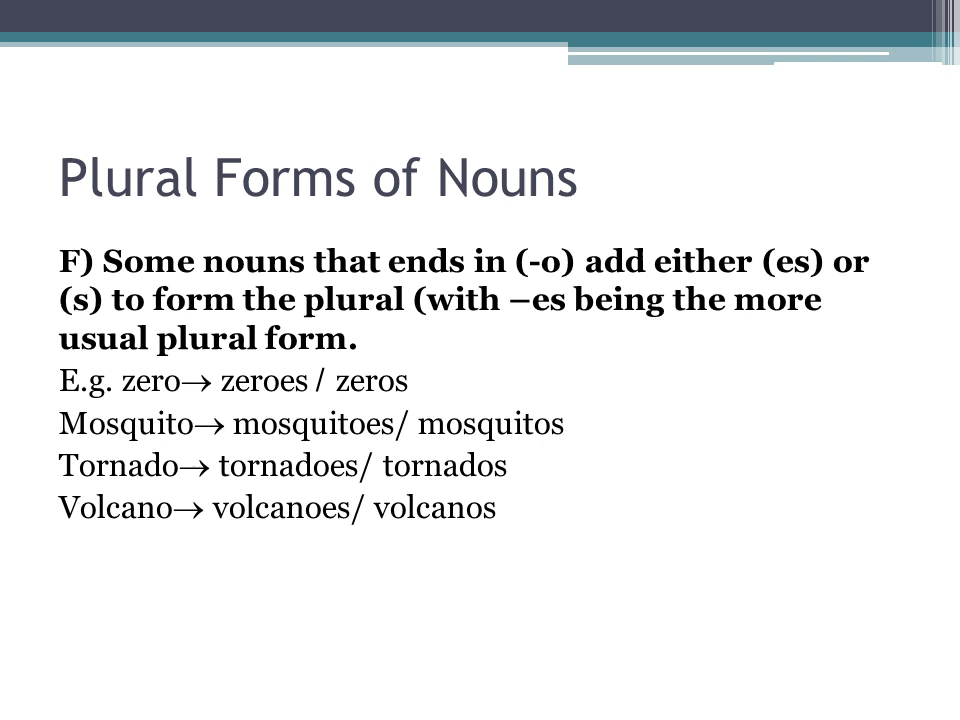 Plural Forms of Nouns
F) Some nouns that ends in (-o) add either (es) or
(s) to form the plural (with –es being the more
usual plural form.
E.g. zero→ zeroes / zeros
Mosquito→ mosquitoes/ mosquitos
Tornado→ tornadoes/ tornados
Volcano→ volcanoes/ volcanos